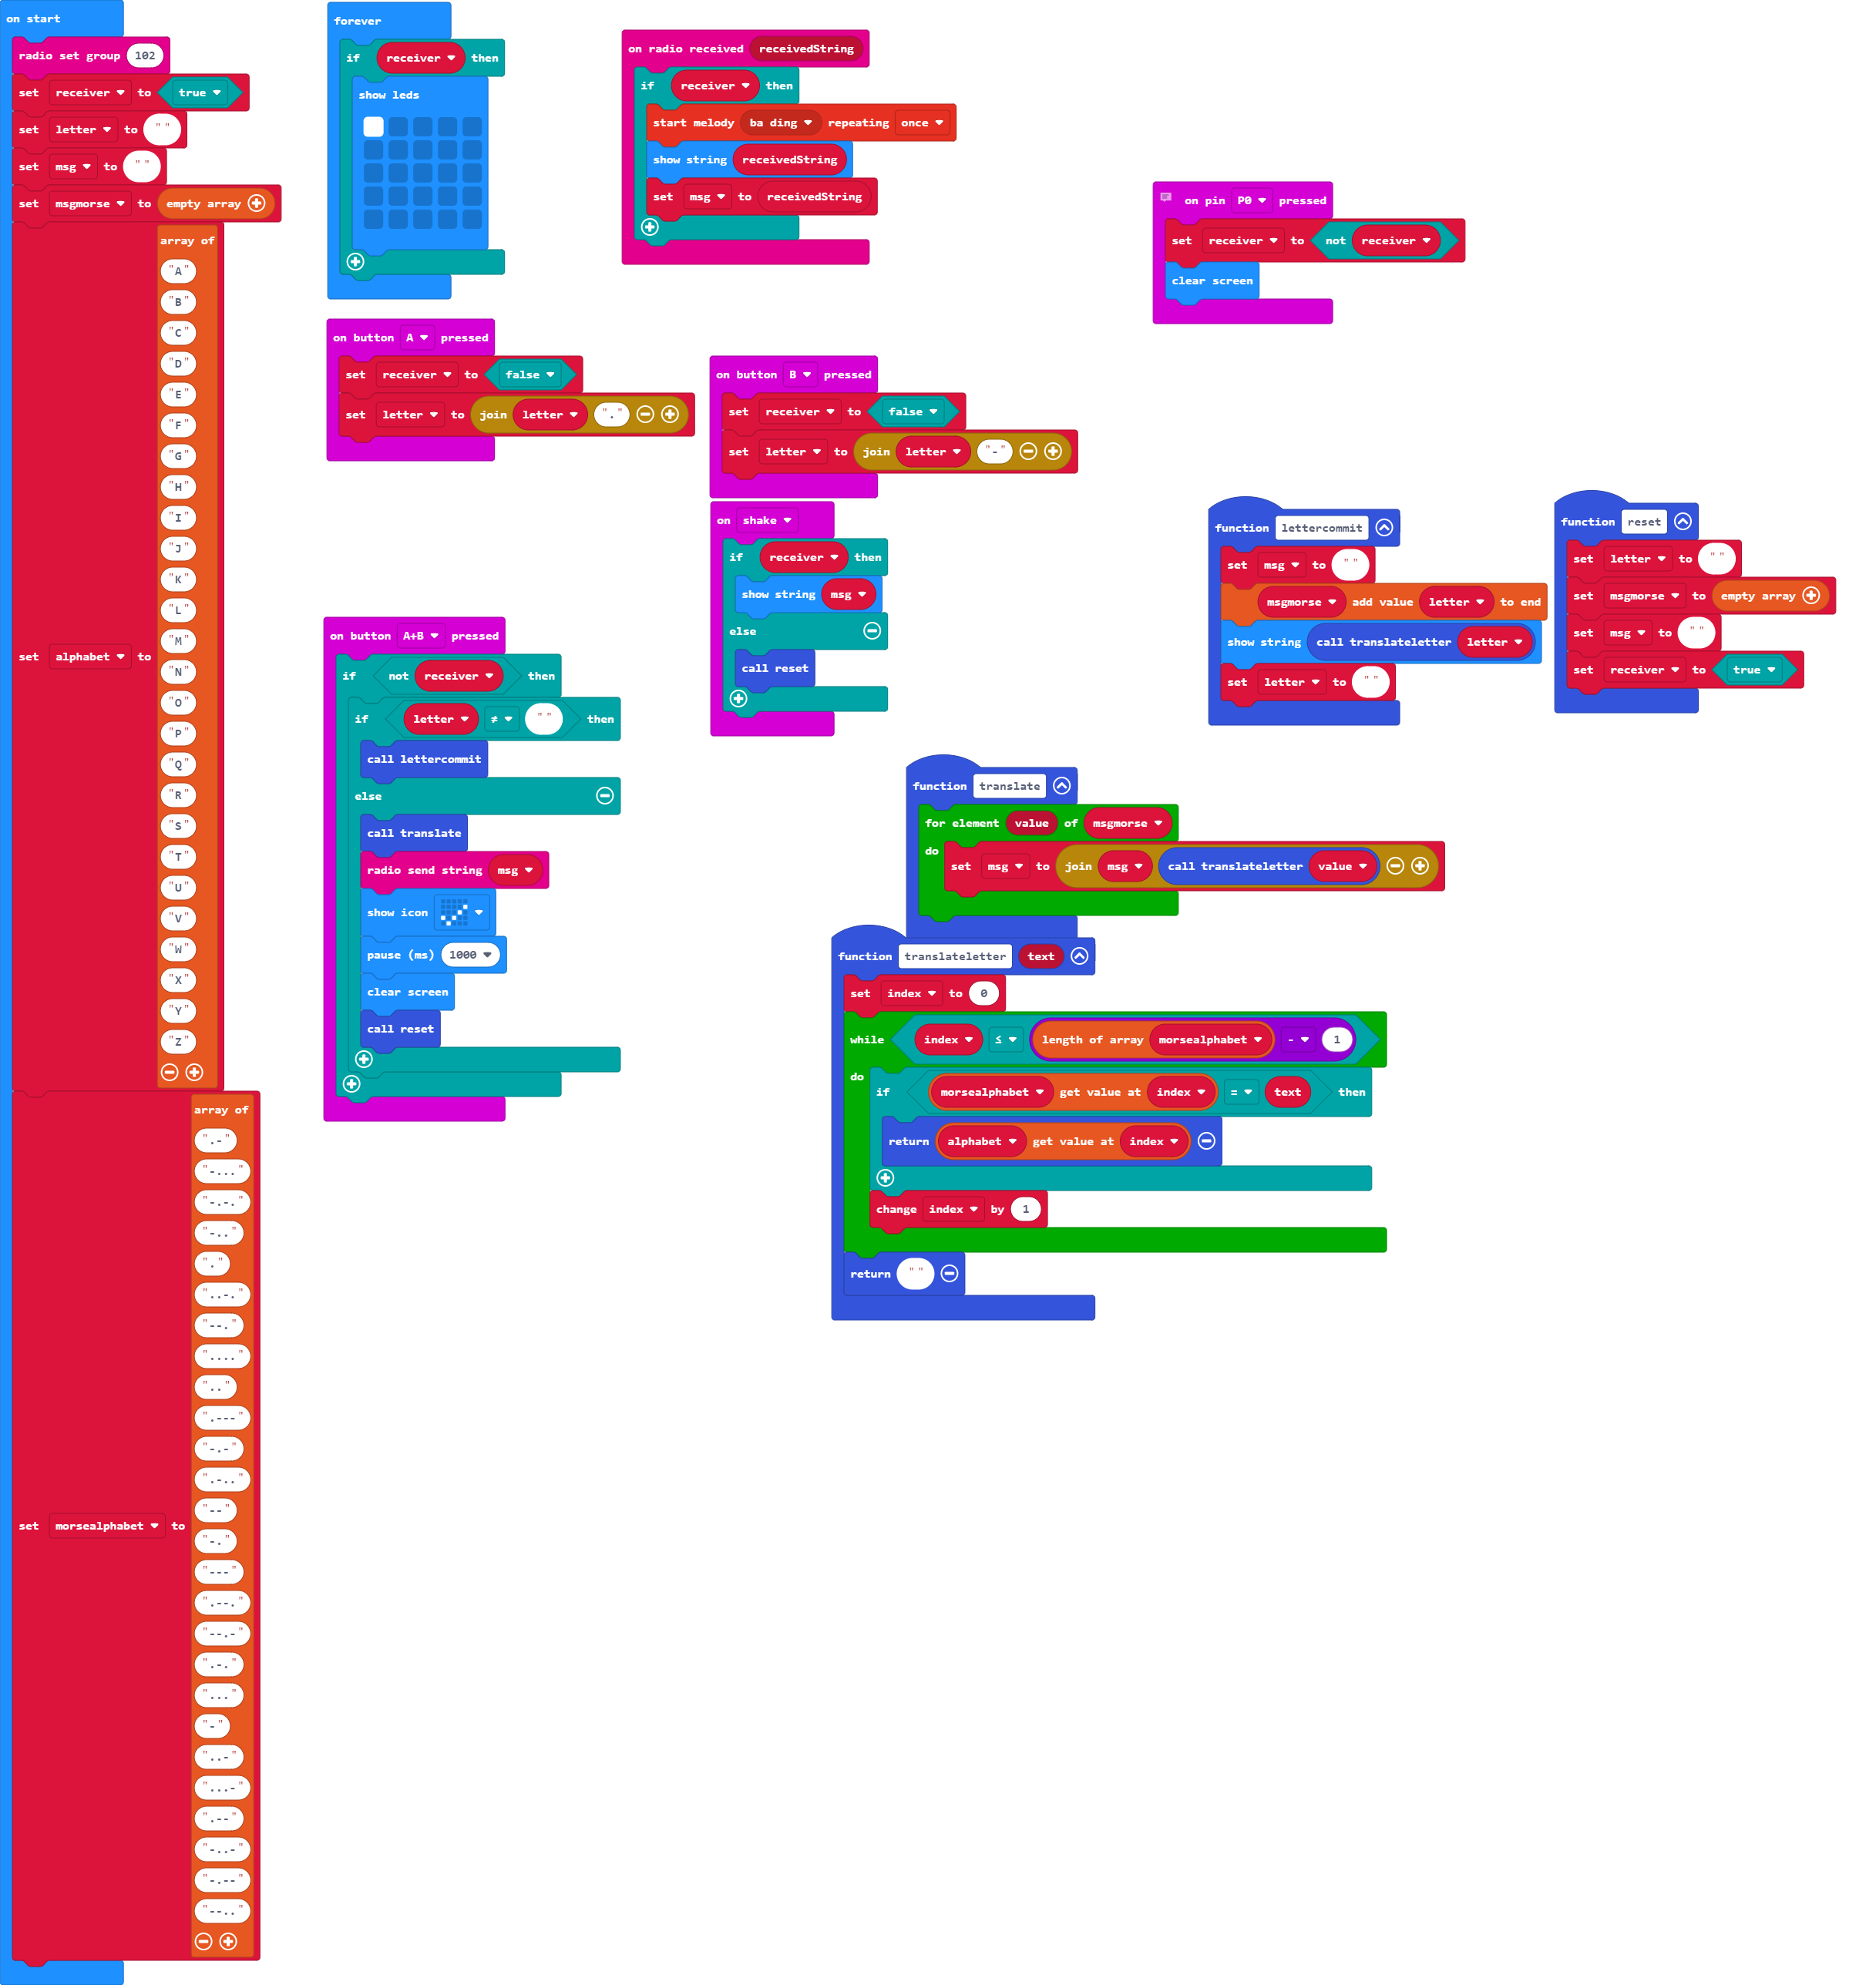 on start
radio set group 102
set receiver to true
set letter to " "
set msg to " "
set msgmorse to empty array
set alphabet to
array of
"A"
"B"
"C"
"D"
"E"
"F"
"G"
"H"
"I"
"J"
"K"
"L"
"M"
"N"
"O"
"P"
"Q"
"R"
"S"
"T"
"U"
"V"
"W"
"X"
"Y"
"Z"
set morsealphabet to
array of
".-"
"-..."
"-.-."
"-.."
"."
"..-."
"--."
"...."
".."
".---"
"-.-"
".-.."
"--"
"-."
"---"
".--."
"--.-"
".-."
"..."
"-"
"..-"
"...-"
".--"
"-..-"
"-.--"
"--.."
forever
if receiver then
show leds
on radio received receivedString
if receiver then
start melody ba ding repeating once
show string receivedString
set msg to receivedString
on pin P0 pressed
set receiver to not receiver
clear screen
on button A pressed
set receiver to false
set letter to join letter "."
on button B pressed
set receiver to false
set letter to join letter "-"
on shake
if receiver then
show string msg
else
call reset
function lettercommit
set msg to " "
msgmorse add value letter to end
show string call translateletter letter
set letter to " "
function reset
set letter to " "
set msgmorse to empty array
set msg to " "
set receiver to true
on button A+B pressed
if not receiver then
if letter ≠ " " then
call lettercommit
else
call translate
radio send string msg
show icon
pause (ms) 1000
clear screen
call reset
function translate
for element value of msgmorse
do set msg to join msg call translateletter value
function translateletter text
set index to 0
while index ≤ length of array morsealphabet - 1
do
if morsealphabet get value at index = text then
return alphabet get value at index
change index by 1
return " "